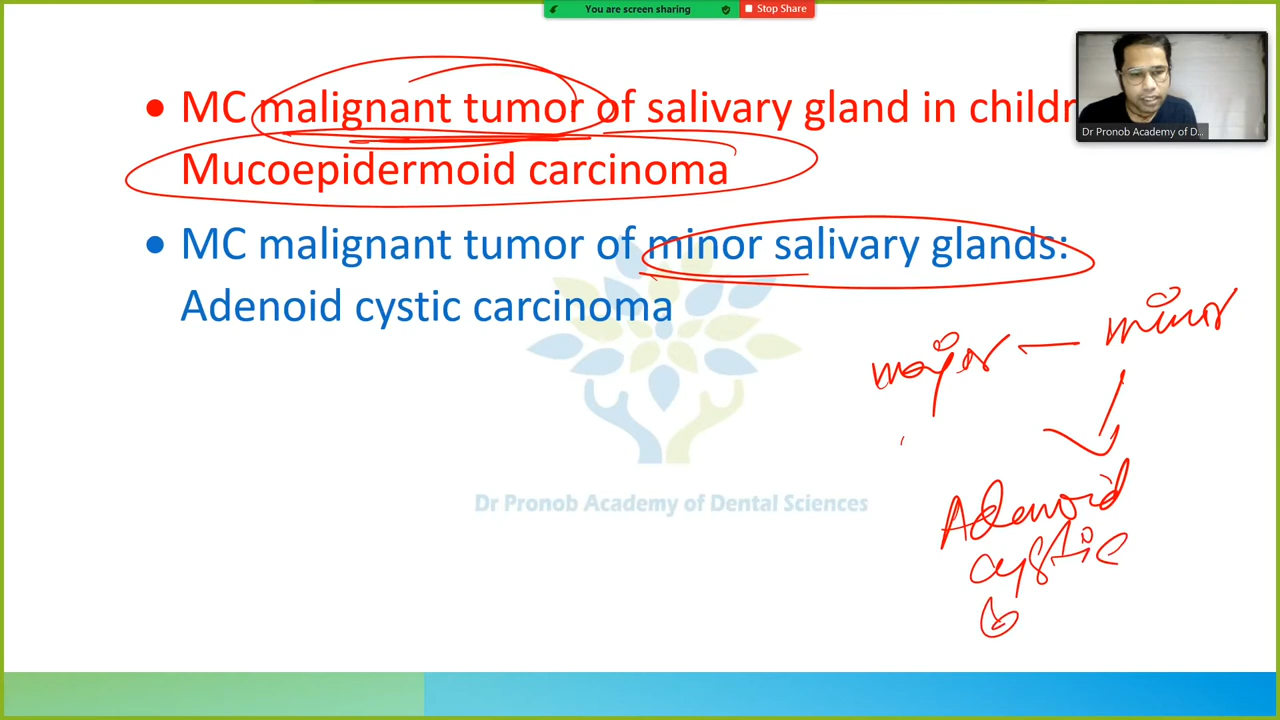 You are screen sharing
Stop Share
• MC malignant tumor of salivary gland in childr
Mucoepidermoid carcinoma
• MC malignant tumor of minor salivary glands:
Adenoid cystic carcinoma
Dr Pronob Academy of D...
major — minor
Adenoid
cystic
Dr Pronob Academy of Dental Sciences